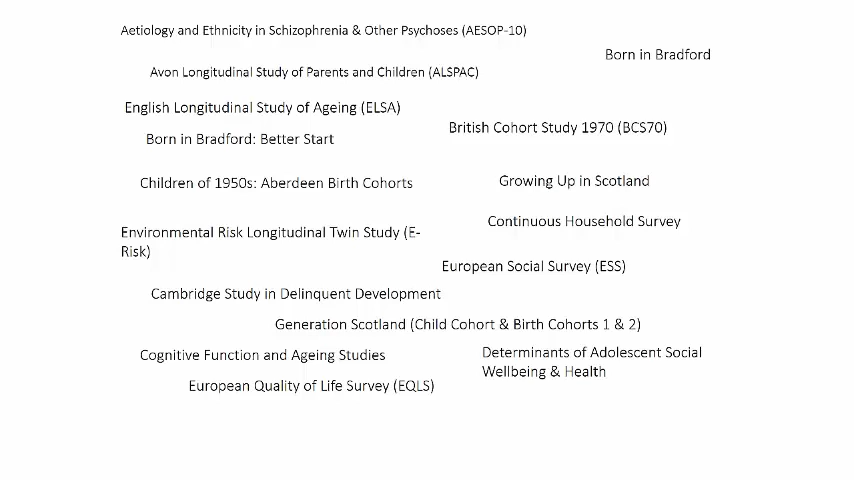 Aetiology and Ethnicity in Schizophrenia & Other Psychoses (AESOP-10)
Born in Bradford
Avon Longitudinal Study of Parents and Children (ALSPAC)
English Longitudinal Study of Ageing (ELSA)
British Cohort Study 1970 (BCS70)
Born in Bradford: Better Start
Children of 1950s: Aberdeen Birth Cohorts
Growing Up in Scotland
Continuous Household Survey
Environmental Risk Longitudinal Twin Study (E-
Risk)
European Social Survey (ESS)
Cambridge Study in Delinquent Development
Generation Scotland (Child Cohort & Birth Cohorts 1 & 2)
Cognitive Function and Ageing Studies
Determinants of Adolescent Social
Wellbeing & Health
European Quality of Life Survey (EQLS)